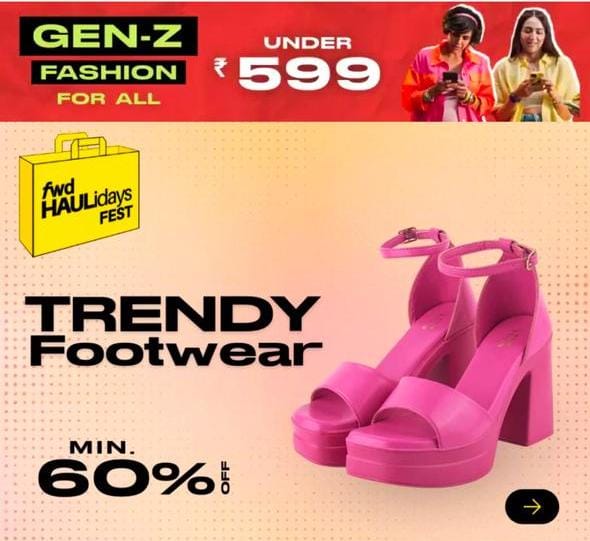 GEN-Z
FASHION
FOR ALL
UNDER
₹ 599
fwd
HAULidays
FEST
TRENDY
Footwear
MIN.
60% OFF